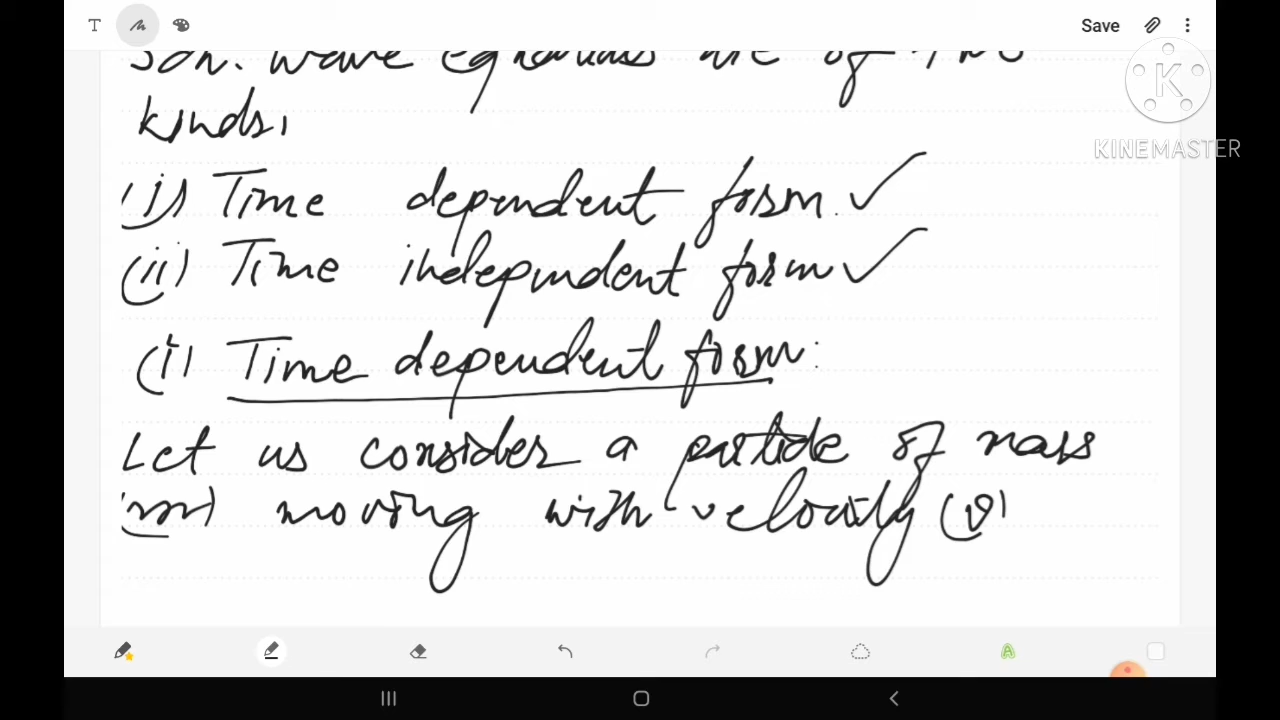 T Save
Sch. wave equations are of two
kinds.
K
KINEMASTER
(i) Time dependent form. ✓
(ii) Time independent form ✓
(i) Time dependent form:
Let us consider a particle of mass
(m) moving with velocity (v)
A